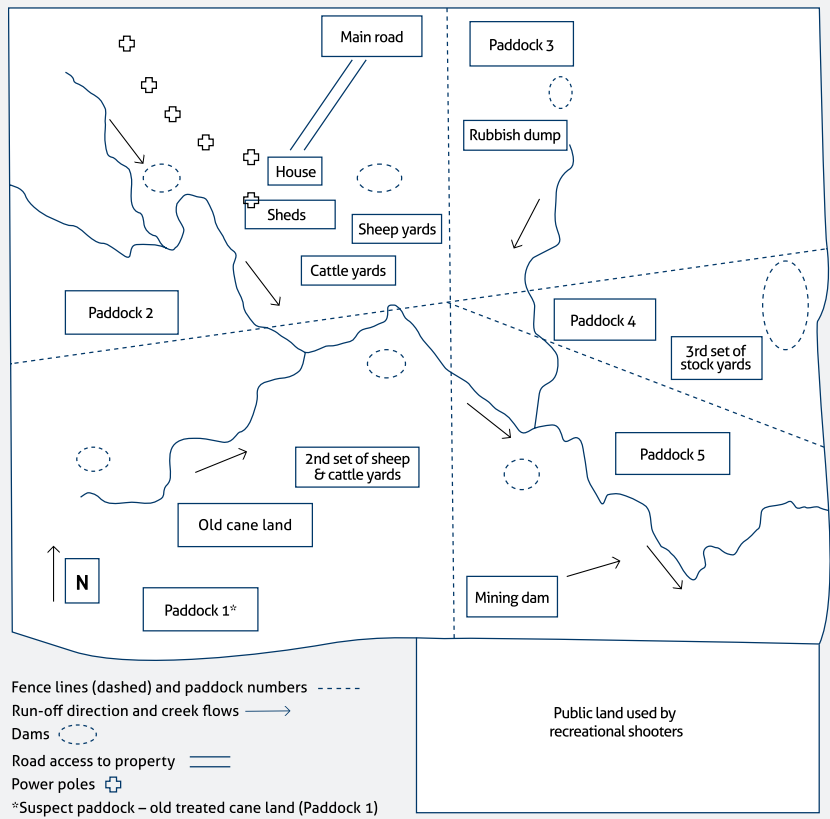 Main road
Paddock 3
Rubbish dump
House
Sheds
Sheep yards
Cattle yards
Paddock 2
Paddock 4
3rd set of
stock yards
Paddock 5
2nd set of sheep
& cattle yards
Old cane land
N
Mining dam
Paddock 1*
Fence lines (dashed) and paddock numbers
Run-off direction and creek flows
Dams
Road access to property
Power poles
*Suspect paddock – old treated cane land (Paddock 1)
Public land used by
recreational shooters